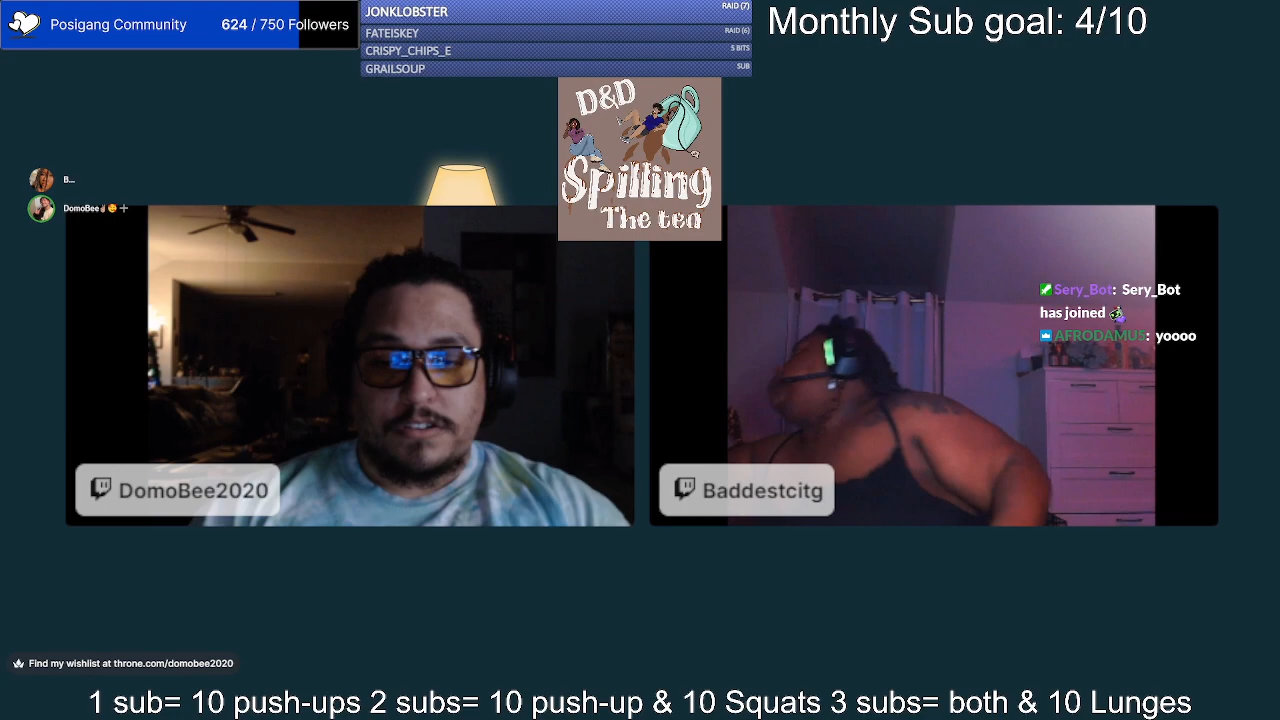 Posigang Community 624 / 750 Followers
JONKLOBSTER RAID (7)
FATEISKEY RAID (6)
CRISPY_CHIPS_E 5 BITS
GRAILSOUP SUB
Monthly Sub goal: 4/10
D&D
Spilling
The tea
B...
DomoBee
Sery_Bot: Sery_Bot
has joined
AFRODAMUS: yoooo
DomoBee2020
Baddestcitg
Find my wishlist at throne.com/domobee2020
1 sub= 10 push-ups 2 subs= 10 push-up & 10 Squats 3 subs= both & 10 Lunges